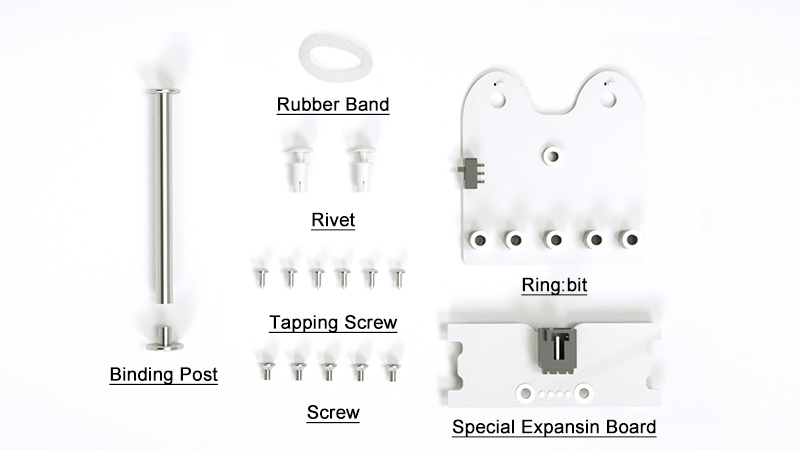 Rubber Band
Rivet
Ring:bit
Tapping Screw
Binding Post
Screw
Special Expansin Board